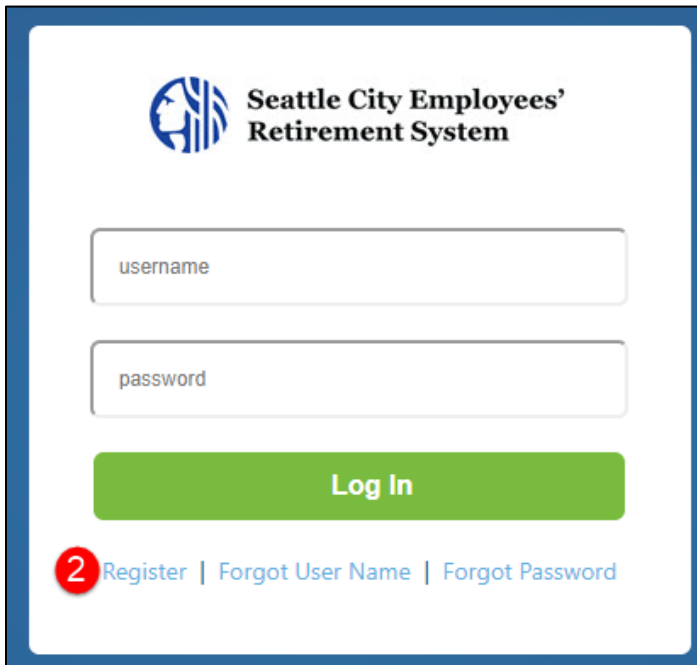 Seattle City Employees'
Retirement System
username
password
Log In
2 Register | Forgot User Name | Forgot Password